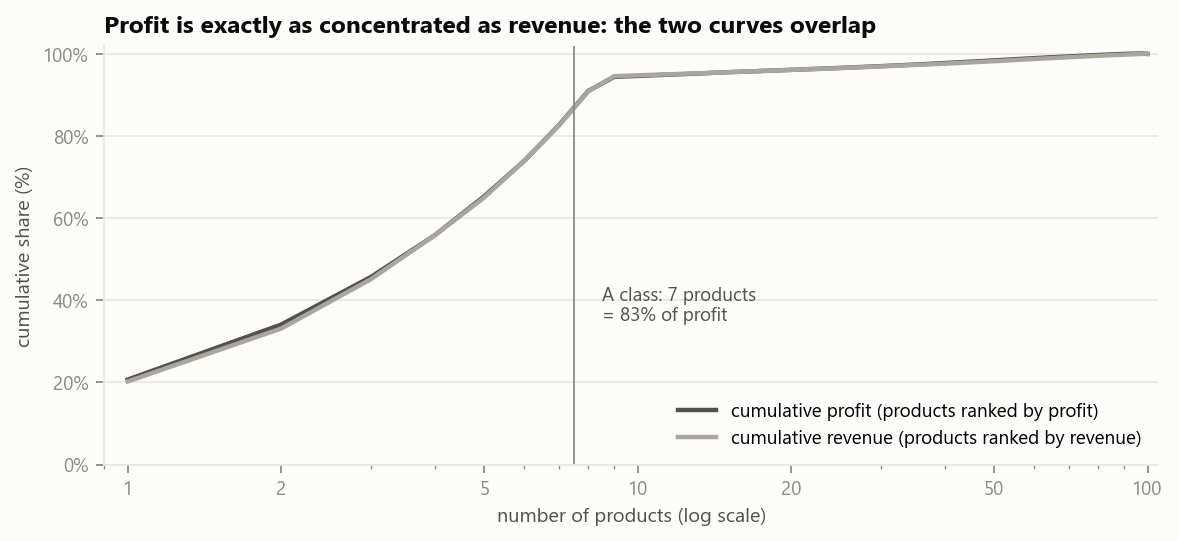 Profit is exactly as concentrated as revenue: the two curves overlap
100%
80%
60%
40%
20%
0%
cumulative share (%)
A class: 7 products
= 83% of profit
cumulative profit (products ranked by profit)
cumulative revenue (products ranked by revenue)
1
2
5
10
20
50
100
number of products (log scale)